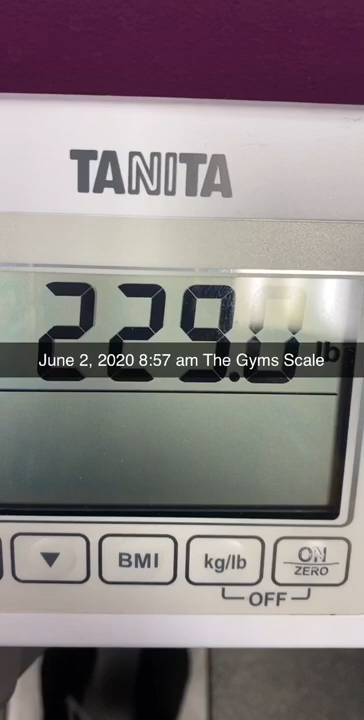 TANITA
229.0 lb
June 2, 2020 8:57 am The Gyms Scale
▼ BMI kg/lb ON ZERO
OFF